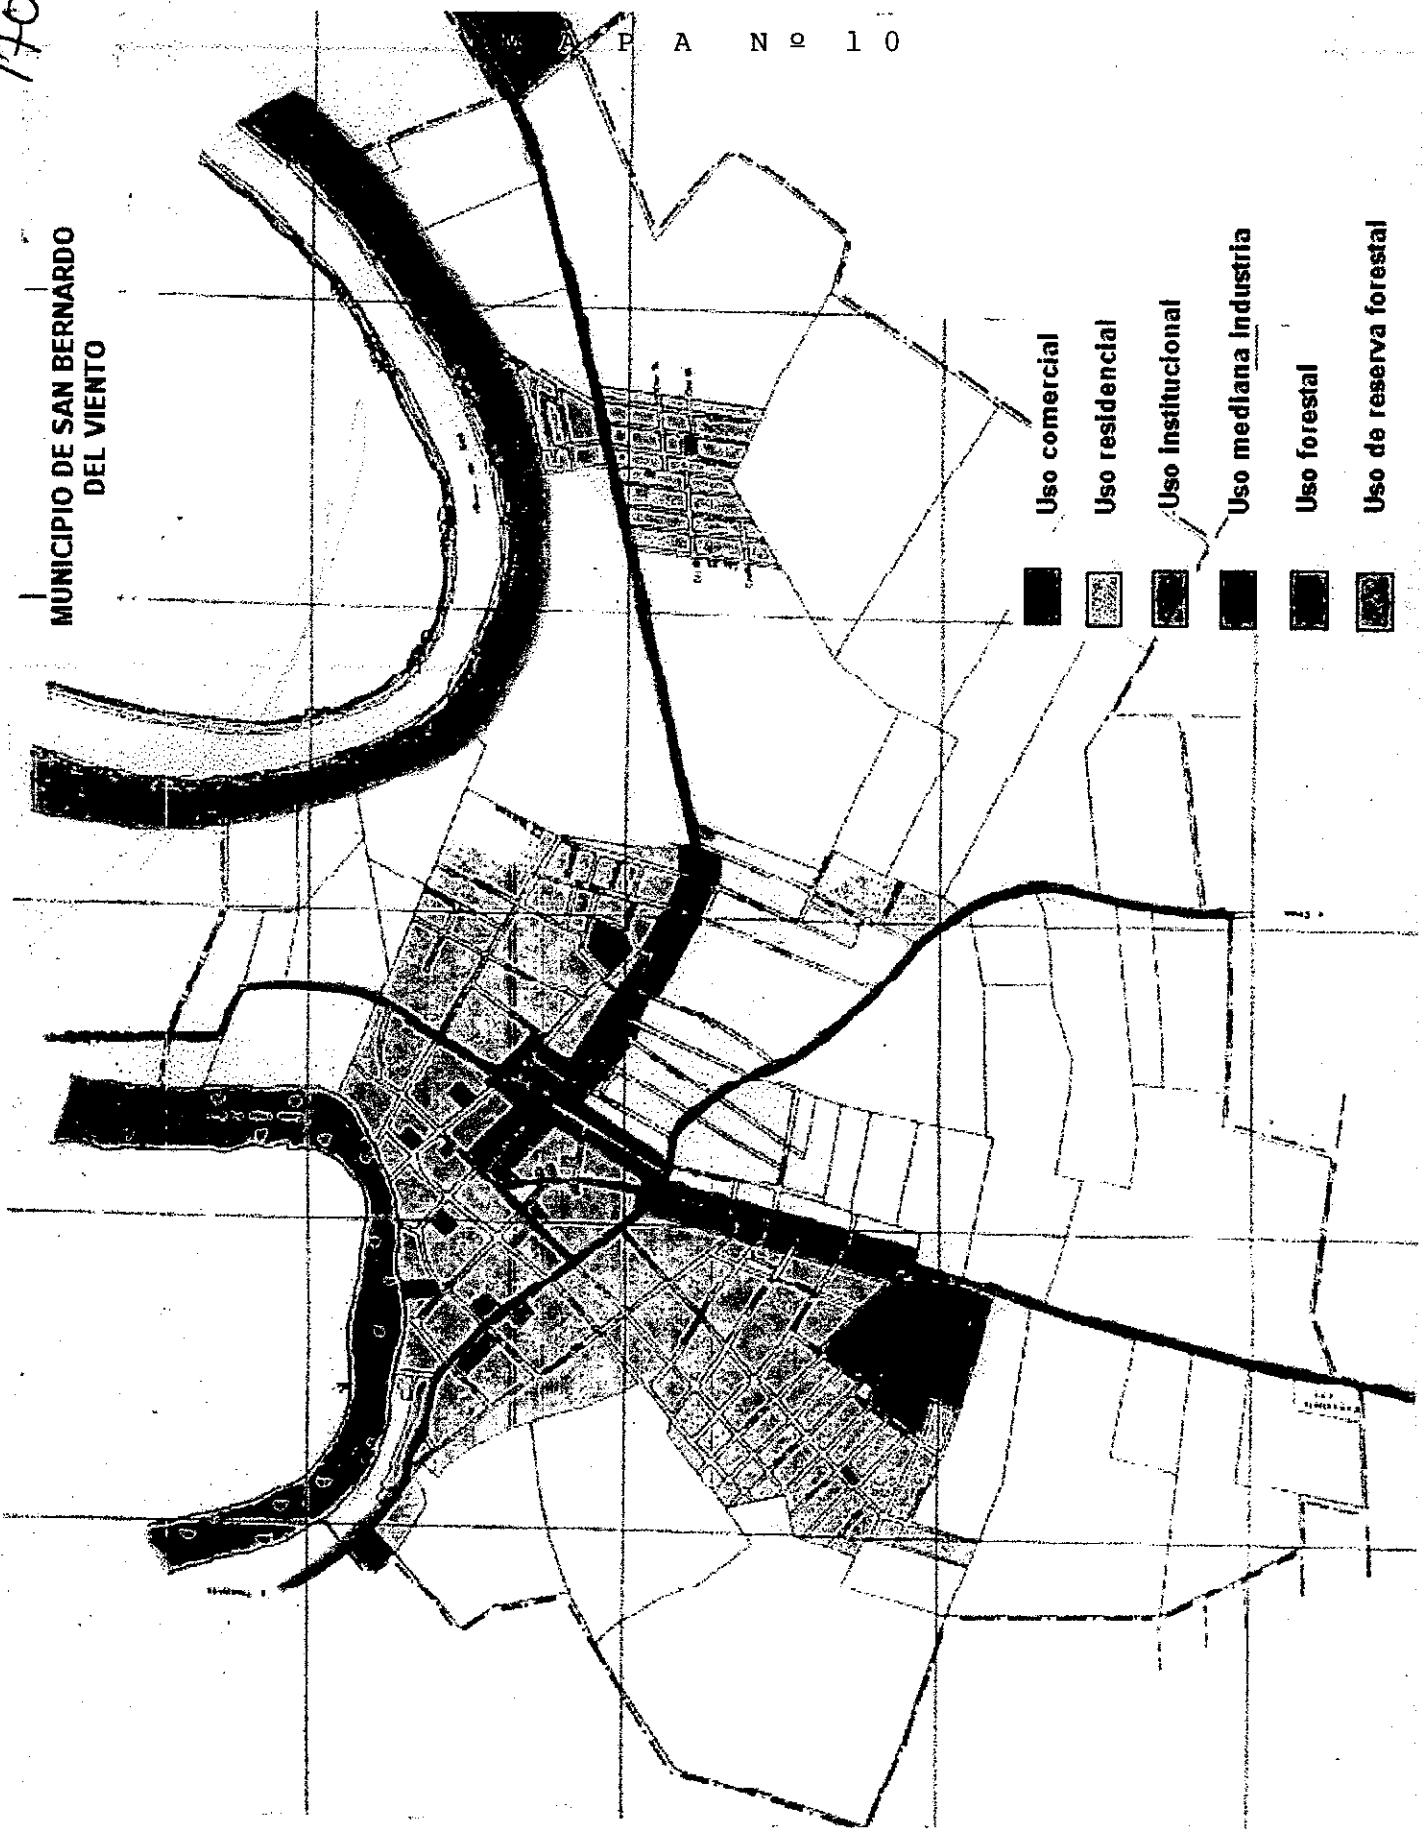 M A P A Nº 10
MUNICIPIO DE SAN BERNARDO
DEL VIENTO
Uso comercial
Uso residencial
Uso institucional
Uso mediana industria
Uso forestal
Uso de reserva forestal